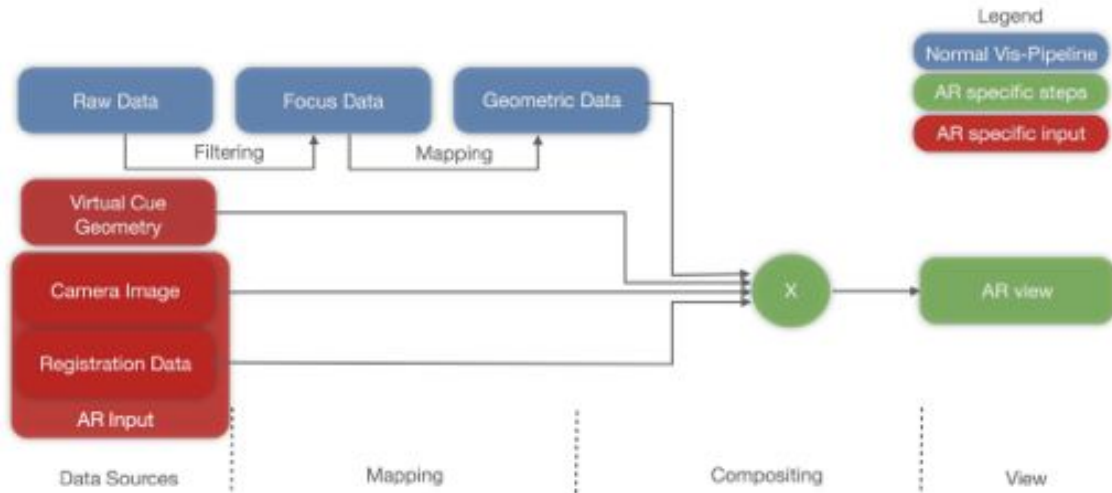 Legend
Normal Vis-Pipeline
AR specific steps
AR specific input
Raw Data
Focus Data
Geometric Data
Filtering
Mapping
Virtual Cue
Geometry
Camera Image
Registration Data
AR Input
X
AR view
Data Sources
Mapping
Compositing
View